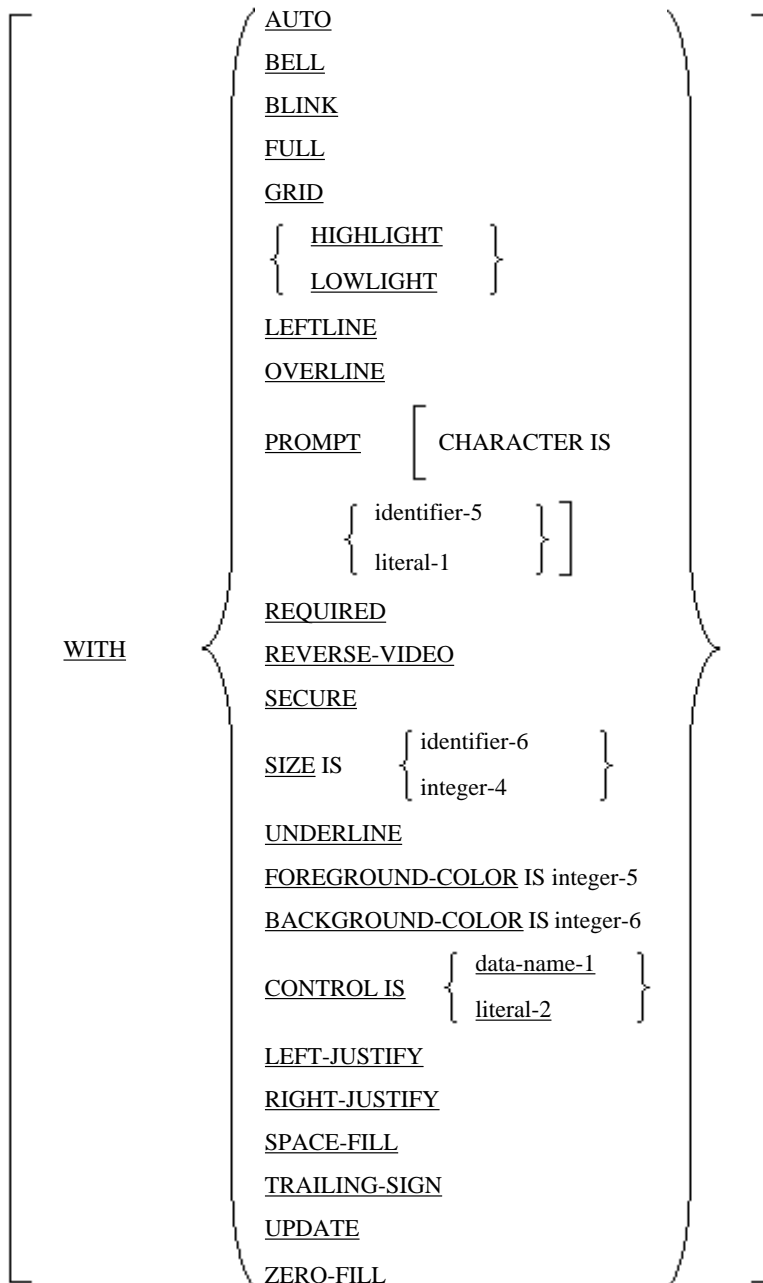 AUTO
BELL
BLINK
FULL
GRID
HIGHLIGHT
LOWLIGHT
LEFTLINE
OVERLINE
PROMPT CHARACTER IS
identifier-5
literal-1
REQUIRED
WITH REVERSE-VIDEO
SECURE
identifier-6
SIZE IS
integer-4
UNDERLINE
FOREGROUND-COLOR IS integer-5
BACKGROUND-COLOR IS integer-6
data-name-1
CONTROL IS
literal-2
LEFT-JUSTIFY
RIGHT-JUSTIFY
SPACE-FILL
TRAILING-SIGN
UPDATE
ZERO-FILL